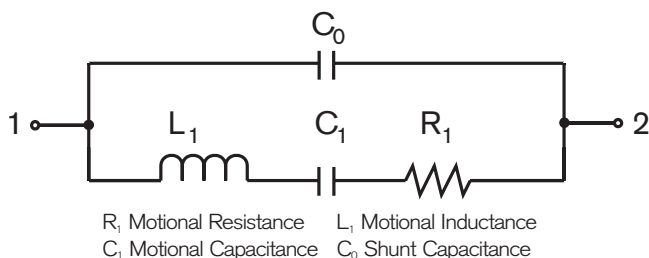 C₀
L₁ C₁ R₁
1 2
R₁ Motional Resistance L₁ Motional Inductance
C₁ Motional Capacitance C₀ Shunt Capacitance